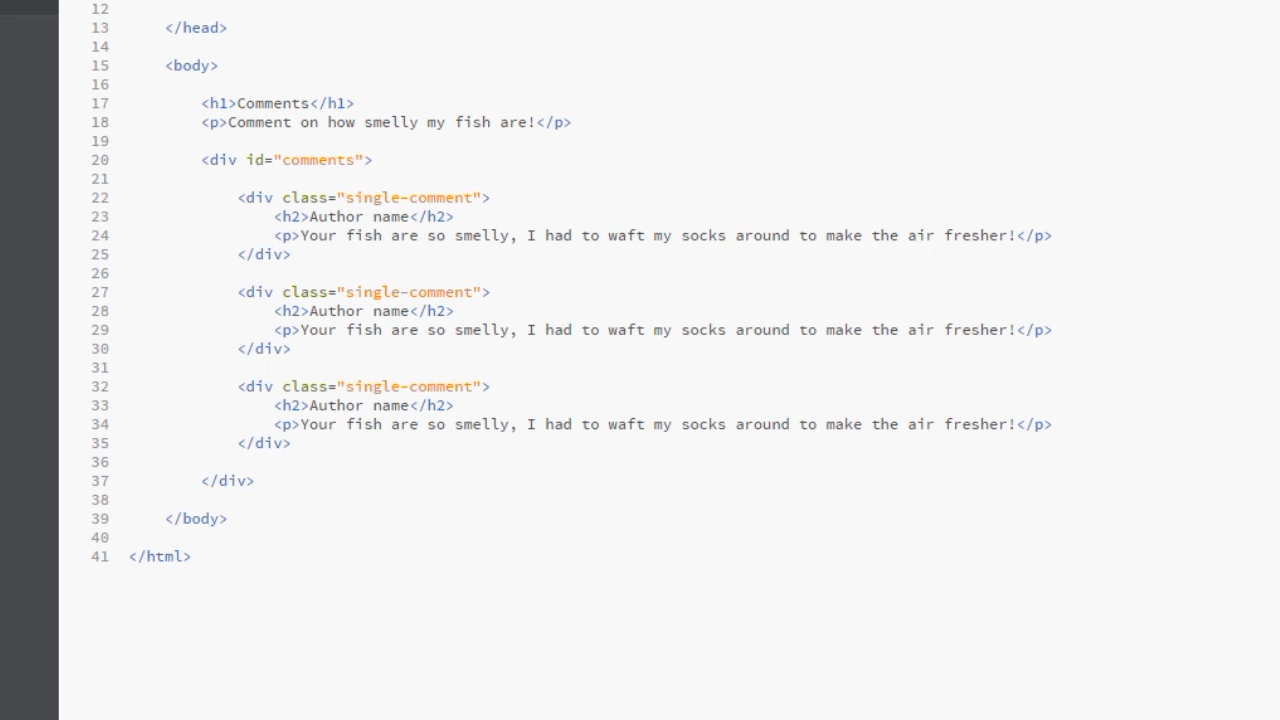 12
13 </head>
14
15 <body>
16
17 <h1>Comments</h1>
18 <p>Comment on how smelly my fish are!</p>
19
20 <div id="comments">
21
22 <div class="single-comment">
23 <h2>Author name</h2>
24 <p>Your fish are so smelly, I had to waft my socks around to make the air fresher!</p>
25 </div>
26
27 <div class="single-comment">
28 <h2>Author name</h2>
29 <p>Your fish are so smelly, I had to waft my socks around to make the air fresher!</p>
30 </div>
31
32 <div class="single-comment">
33 <h2>Author name</h2>
34 <p>Your fish are so smelly, I had to waft my socks around to make the air fresher!</p>
35 </div>
36
37 </div>
38
39 </body>
40
41 </html>